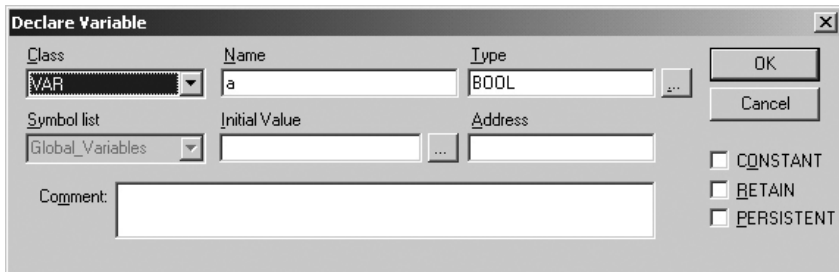 Declare Variable
Class Name Type
VAR a BOOL ... OK
Cancel
Symbol list Initial Value Address
Global_Variables ...
CONSTANT
Comment: RETAIN
PERSISTENT